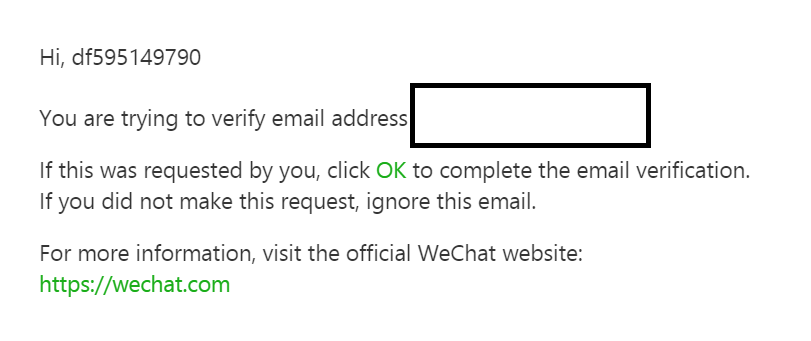 Hi, df595149790
You are trying to verify email address
If this was requested by you, click OK to complete the email verification.
If you did not make this request, ignore this email.
For more information, visit the official WeChat website:
https://wechat.com